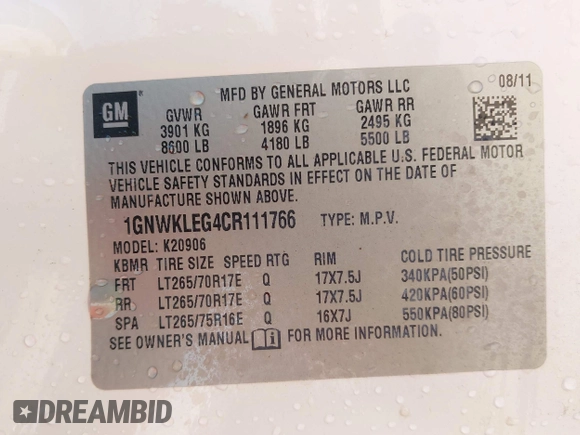 GM
®
MFD BY GENERAL MOTORS LLC
08/11
GVWR GAWR FRT GAWR RR
3901 KG 1896 KG 2495 KG
8600 LB 4180 LB 5500 LB
THIS VEHICLE CONFORMS TO ALL APPLICABLE U.S. FEDERAL MOTOR
VEHICLE SAFETY STANDARDS IN EFFECT ON THE DATE OF
MANUFACTURE SHOWN ABOVE.
1GNWKLEG4CR111766 TYPE: M.P.V.
MODEL: K20906
KBMR TIRE SIZE SPEED RTG RIM COLD TIRE PRESSURE
FRT LT265/70R17E Q 17X7.5J 340KPA(50PSI)
RR LT265/70R17E Q 17X7.5J 420KPA(60PSI)
SPA LT265/75R16E Q 16X7J 550KPA(80PSI)
SEE OWNER'S MANUAL i FOR MORE INFORMATION.
DREAMBID